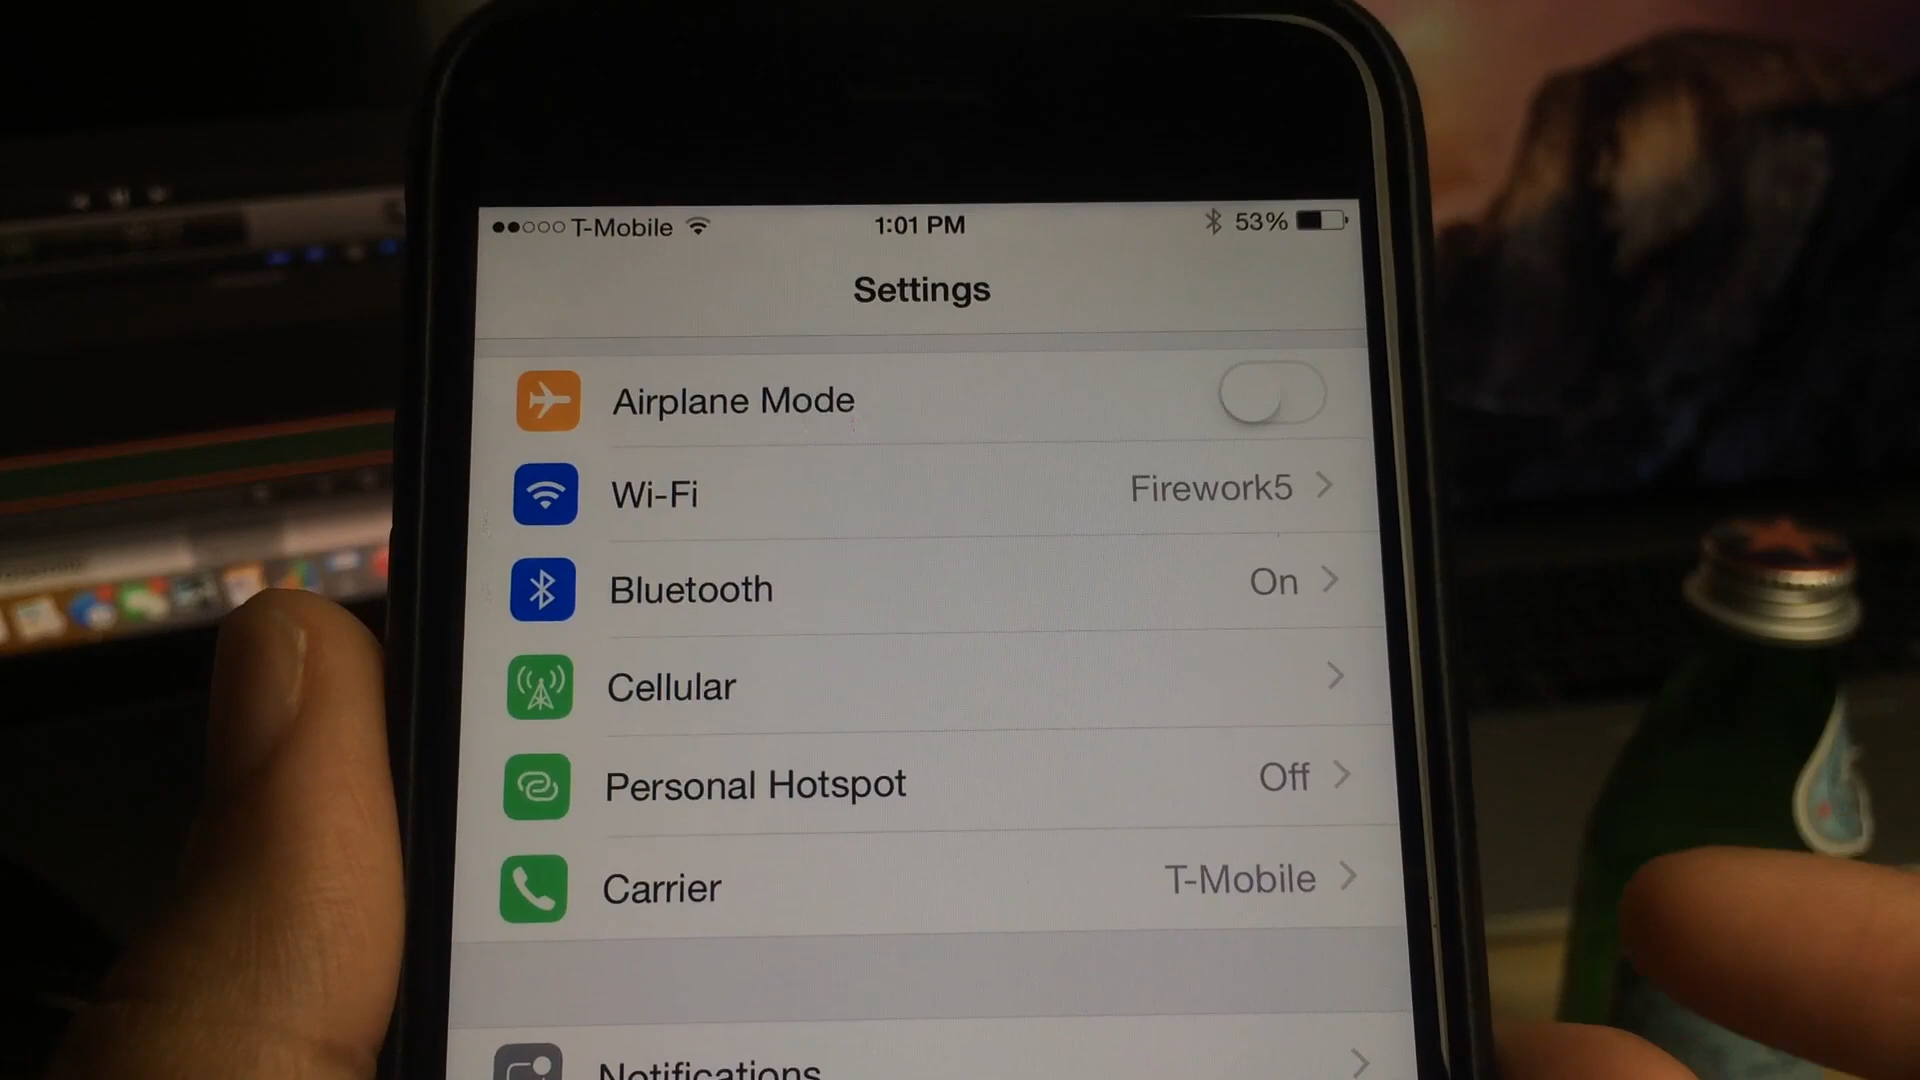 T-Mobile 1:01 PM 53%
Settings
Airplane Mode
Wi-Fi Firework5
Bluetooth On
Cellular
Personal Hotspot Off
Carrier T-Mobile
Notifications